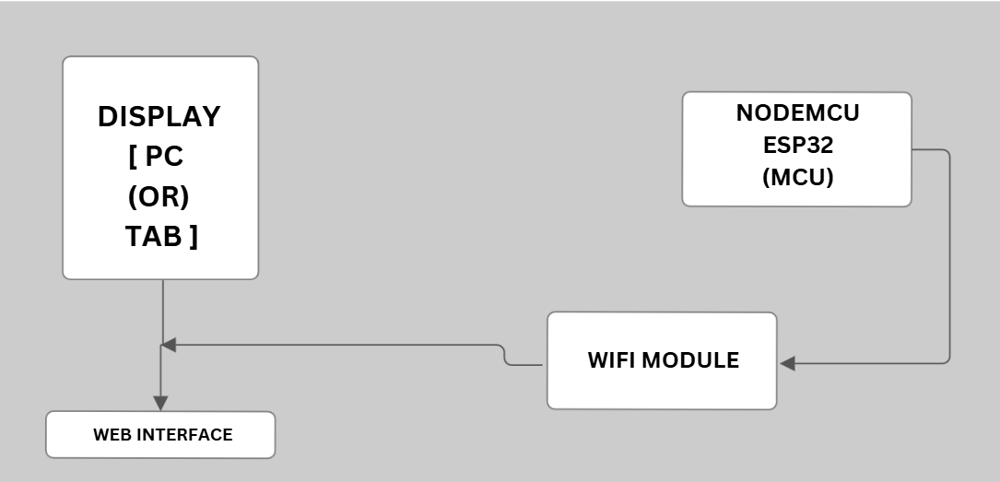 DISPLAY
[ PC
(OR)
TAB ]
NODEMCU
ESP32
(MCU)
WIFI MODULE
WEB INTERFACE